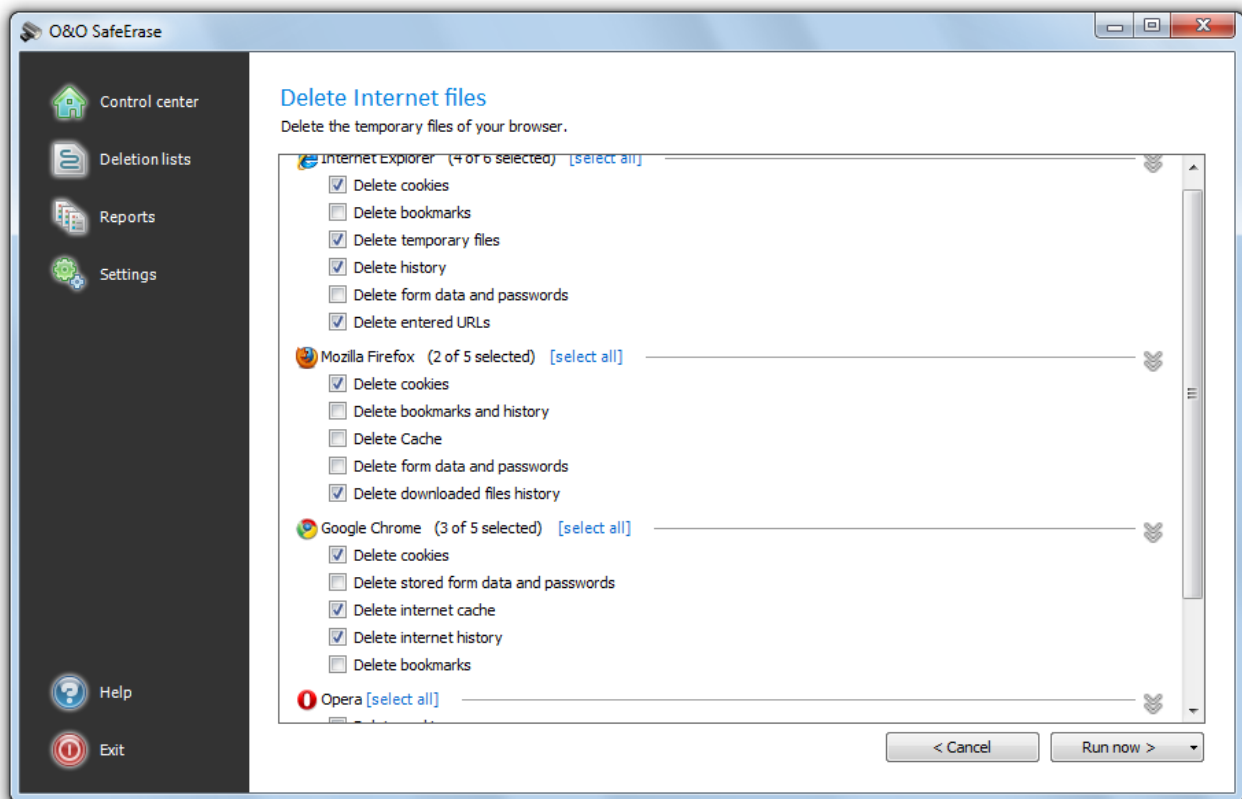 O&O SafeErase
Control center
Deletion lists
Reports
Settings
Help
Exit
Delete Internet files
Delete the temporary files of your browser.
Internet Explorer (4 of 6 selected) [select all]
Delete cookies
Delete bookmarks
Delete temporary files
Delete history
Delete form data and passwords
Delete entered URLs
Mozilla Firefox (2 of 5 selected) [select all]
Delete cookies
Delete bookmarks and history
Delete Cache
Delete form data and passwords
Delete downloaded files history
Google Chrome (3 of 5 selected) [select all]
Delete cookies
Delete stored form data and passwords
Delete internet cache
Delete internet history
Delete bookmarks
Opera [select all]
< Cancel
Run now >